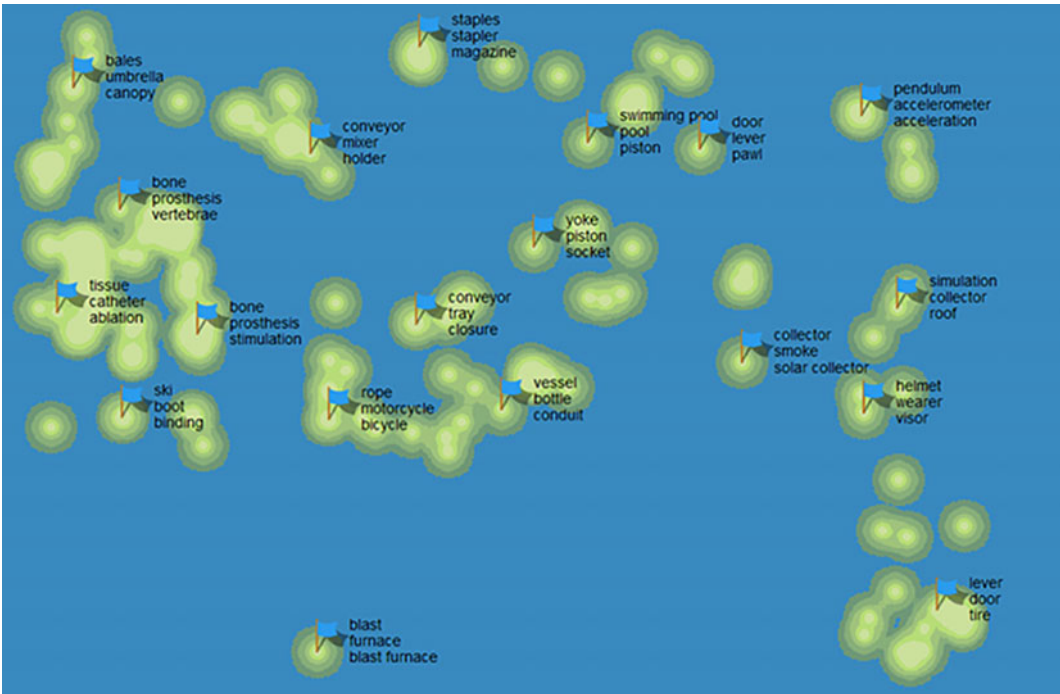 staples
stapler
magazine
bales
umbrella
canopy
pendulum
accelerometer
acceleration
swimming pool
pool
piston
door
lever
pawl
conveyor
mixer
holder
bone
prosthesis
vertebrae
yoke
piston
socket
tissue
catheter
ablation
simulation
collector
roof
conveyor
tray
closure
bone
prosthesis
stimulation
collector
smoke
solar collector
vessel
bottle
conduit
helmet
wearer
visor
ski
boot
binding
rope
motorcycle
bicycle
lever
door
tire
blast
furnace
blast furnace